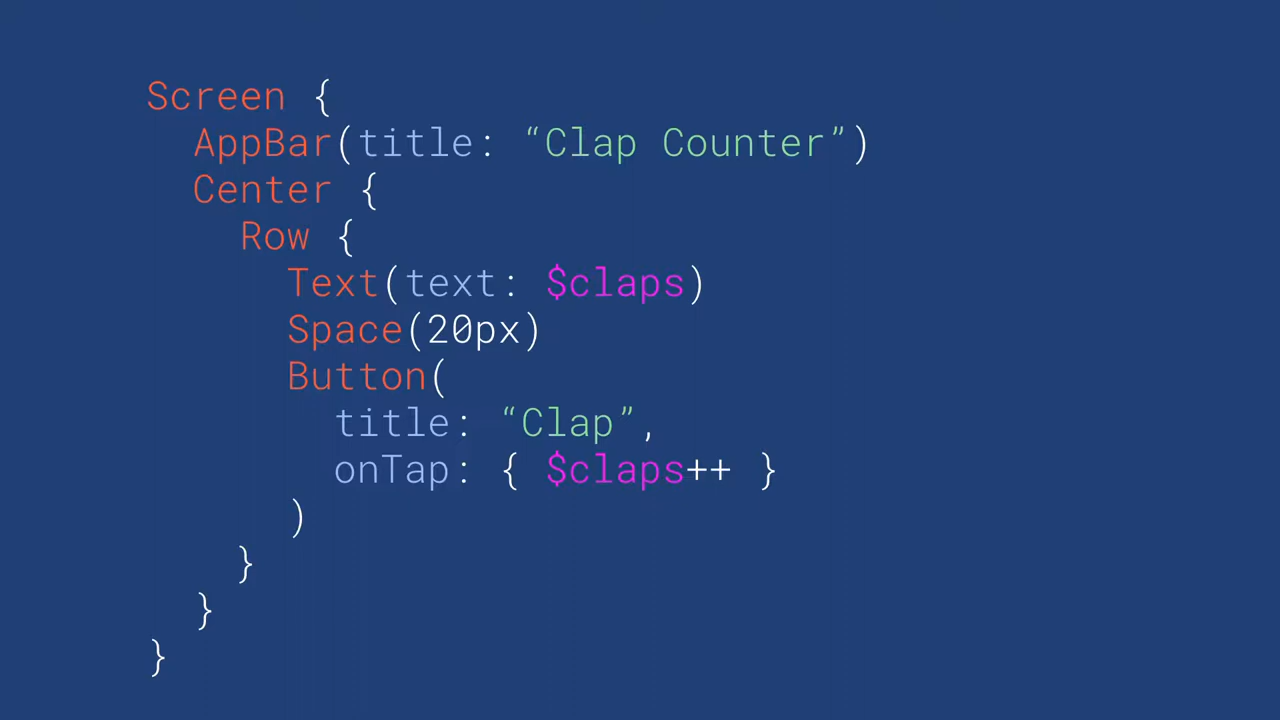 Screen {
AppBar(title: “Clap Counter”)
Center {
Row {
Text(text: $claps)
Space(20px)
Button(
title: “Clap”,
onTap: { $claps++ }
)
}
}
}